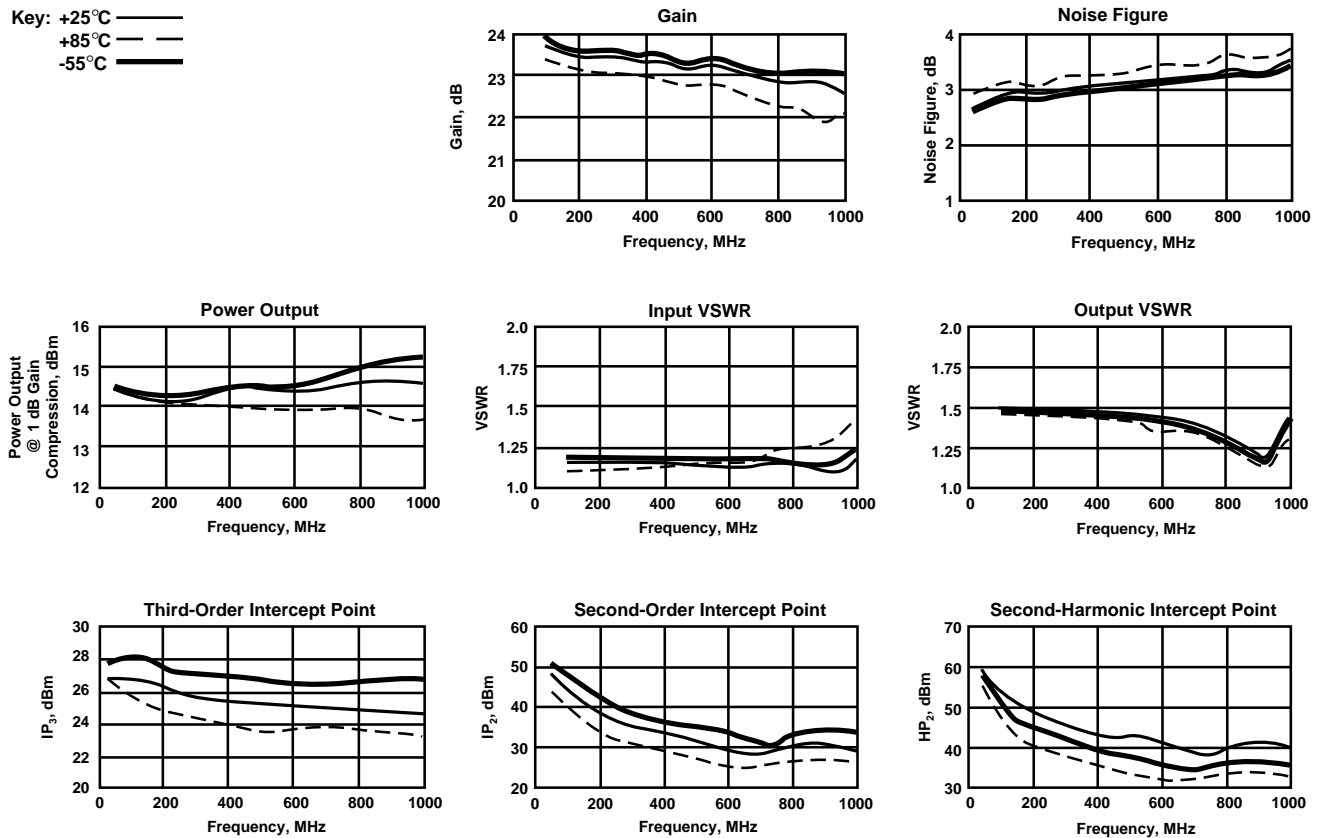 Key: +25°C
+85°C
-55°C
Gain
Gain, dB
24
23
22
21
20
0 200 400 600 800 1000
Frequency, MHz
Noise Figure
Noise Figure, dB
4
3
2
1
0 200 400 600 800 1000
Frequency, MHz
Power Output
Power Output
@ 1 dB Gain
Compression, dBm
16
15
14
13
12
0 200 400 600 800 1000
Frequency, MHz
Input VSWR
VSWR
2.0
1.75
1.5
1.25
1.0
0 200 400 600 800 1000
Frequency, MHz
Output VSWR
VSWR
2.0
1.75
1.5
1.25
1.0
0 200 400 600 800 1000
Frequency, MHz
Third-Order Intercept Point
IP3, dBm
30
28
26
24
22
20
0 200 400 600 800 1000
Frequency, MHz
Second-Order Intercept Point
IP2, dBm
60
50
40
30
20
0 200 400 600 800 1000
Frequency, MHz
Second-Harmonic Intercept Point
HP2, dBm
70
60
50
40
30
0 200 400 600 800 1000
Frequency, MHz